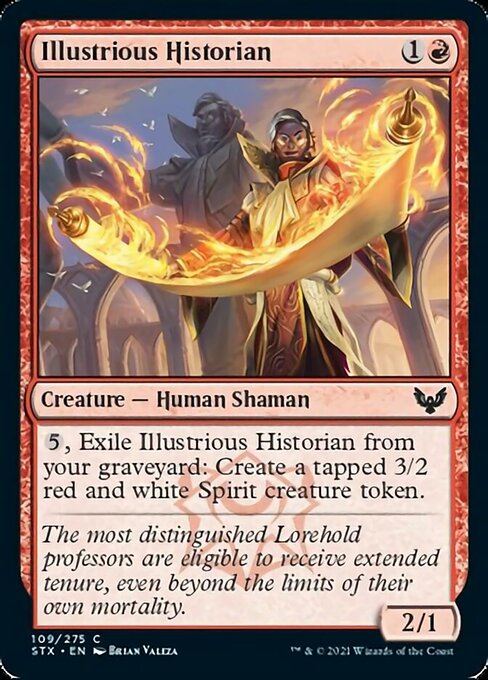 Illustrious Historian 1
Creature — Human Shaman
5, Exile Illustrious Historian from
your graveyard: Create a tapped 3/2
red and white Spirit creature token.
The most distinguished Lorehold
professors are eligible to receive extended
tenure, even beyond the limits of their
own mortality.
2/1
109/275 C
STX • EN Brian Valeza
™ & © 2021 Wizards of the Coast